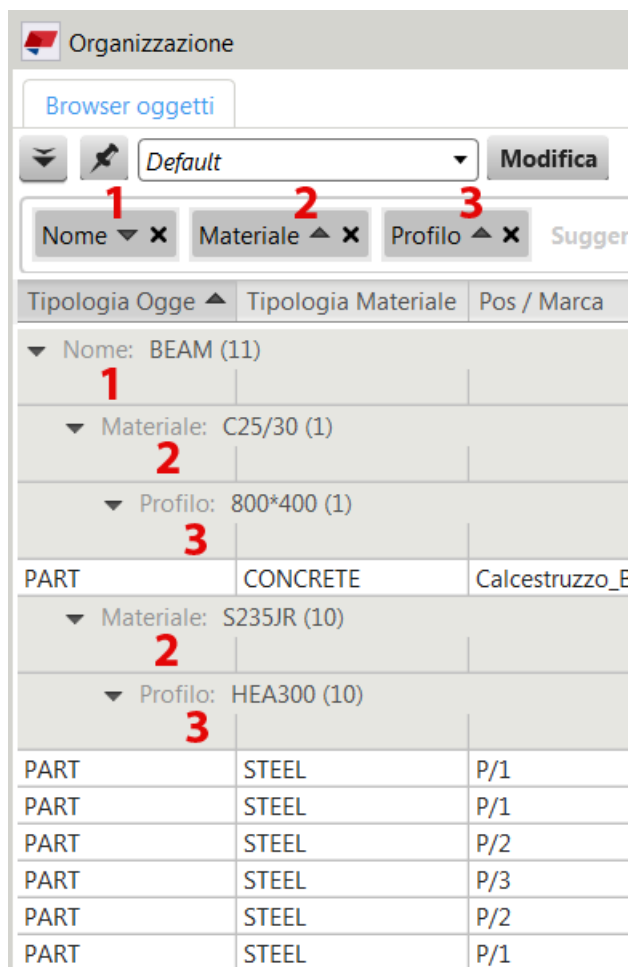 Organizzazione
Browser oggetti
Default Modifica
1 2 3
Nome Materiale Profilo Sugger
Tipologia Ogge Tipologia Materiale Pos / Marca
Nome: BEAM (11)
1
Materiale: C25/30 (1)
2
Profilo: 800*400 (1)
3
PART CONCRETE Calcestruzzo_B
Materiale: S235JR (10)
2
Profilo: HEA300 (10)
3
PART STEEL P/1
PART STEEL P/1
PART STEEL P/2
PART STEEL P/3
PART STEEL P/2
PART STEEL P/1